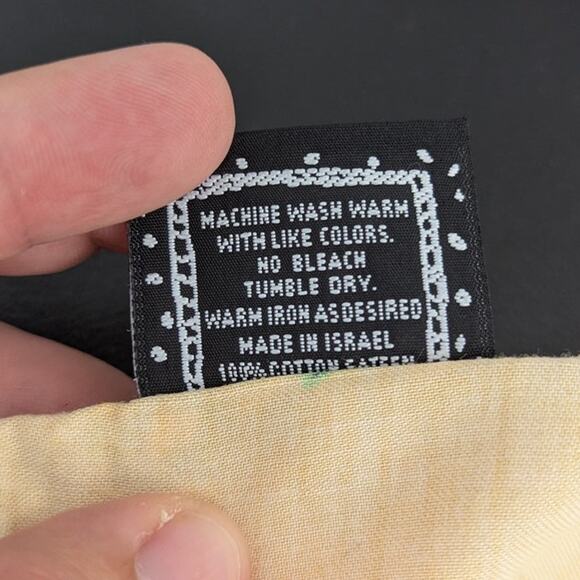 MACHINE WASH WARM
WITH LIKE COLORS.
NO BLEACH
TUMBLE DRY.
WARM IRON AS DESIRED
MADE IN ISRAEL
100% COTTON SATEEN